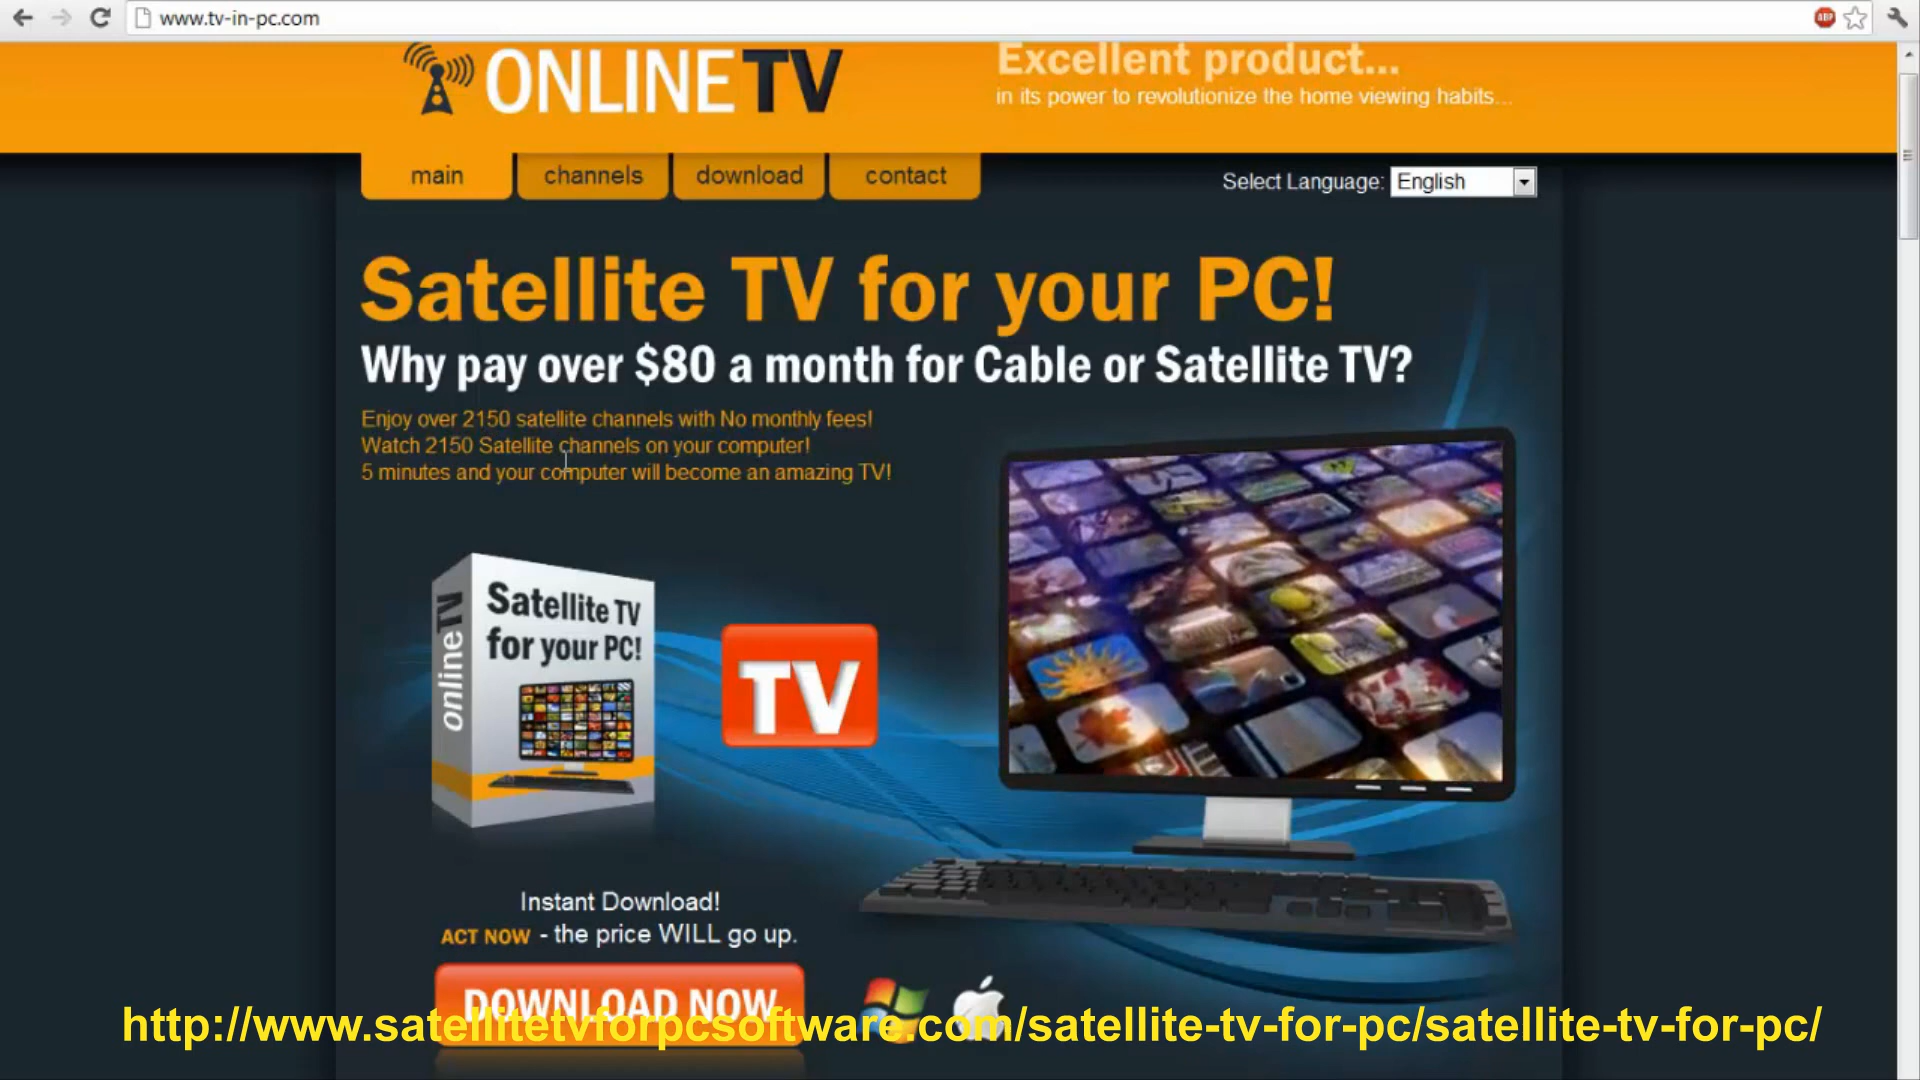 www.tv-in-pc.com
ABP
ONLINE TV
Excellent product...
in its power to revolutionize the home viewing habits...
main
channels
download
contact
Select Language:
English
Satellite TV for your PC!
Why pay over $80 a month for Cable or Satellite TV?
Enjoy over 2150 satellite channels with No monthly fees!
Watch 2150 Satellite channels on your computer!
5 minutes and your computer will become an amazing TV!
online TV
Satellite TV
for your PC!
TV
Instant Download!
ACT NOW - the price WILL go up.
DOWNLOAD NOW
http://www.satellitetvforpcsoftware.com/satellite-tv-for-pc/satellite-tv-for-pc/